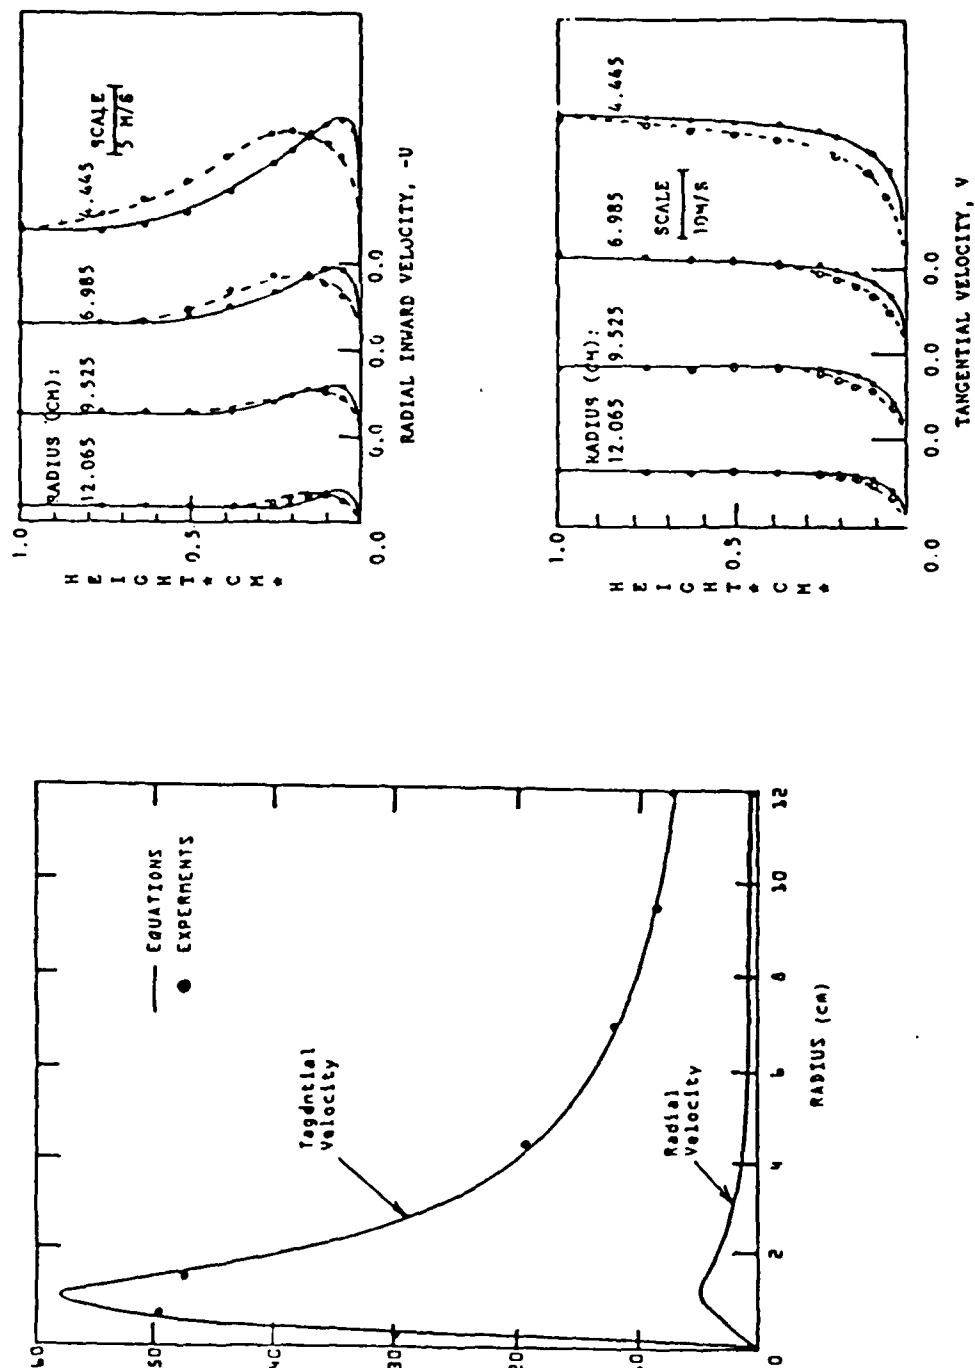 RADIUS (CM):
12.065 9.525 6.985 4.445
SCALE
5 M/S
1.0
0.5
HEIGHT*CM*
0.0 0.0 0.0 0.0
RADIAL INWARD VELOCITY, -U
RADIUS (CM):
12.065 9.525 6.985 4.445
SCALE
10M/S
1.0
0.5
HEIGHT*CM*
0.0 0.0 0.0 0.0
TANGENTIAL VELOCITY, V
60
50
40
30
20
10
EQUATIONS
EXPERMENTS
Tagdntial
Velocity
Radial
Velocity
0 2 4 6 8 10 12
RADIUS (cm)